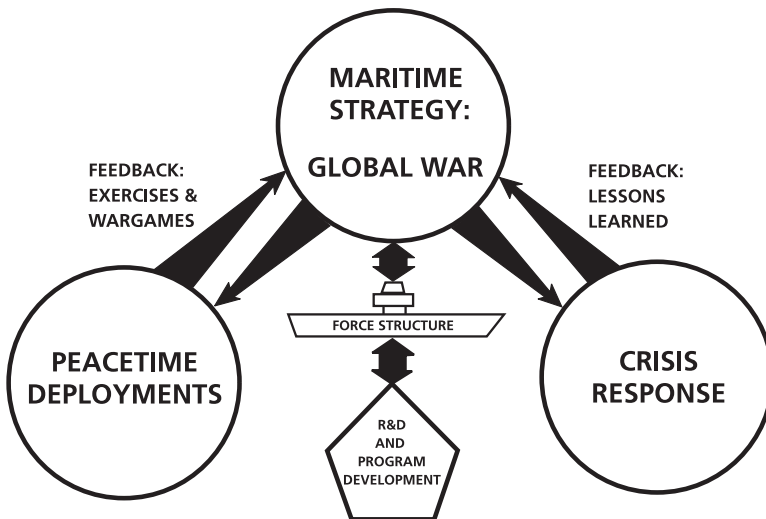 MARITIME
STRATEGY:
GLOBAL WAR
FEEDBACK:
EXERCISES &
WARGAMES
FEEDBACK:
LESSONS
LEARNED
FORCE STRUCTURE
PEACETIME
DEPLOYMENTS
CRISIS
RESPONSE
R&D
AND
PROGRAM
DEVELOPMENT